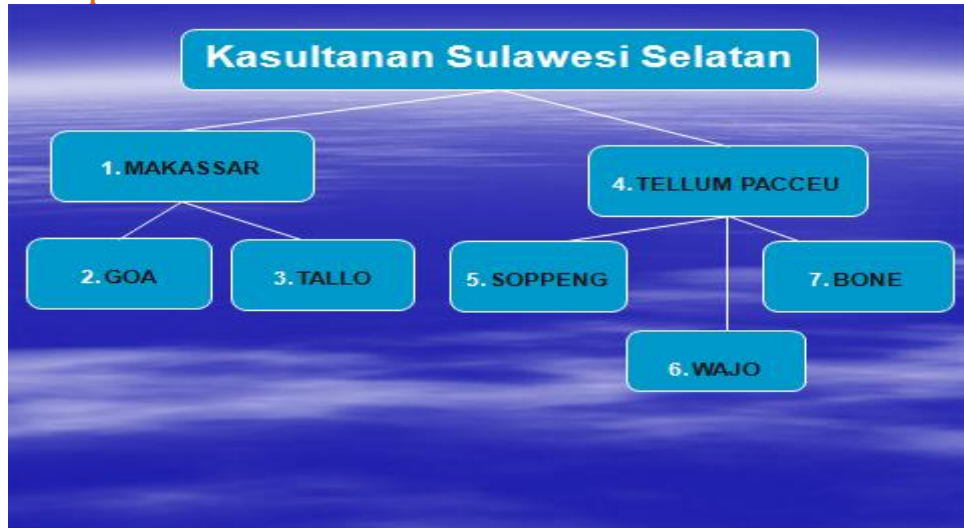 Kasultanan Sulawesi Selatan
1. MAKASSAR
4. TELLUM PACCEU
2. GOA
3. TALLO
5. SOPPENG
7. BONE
6. WAJO